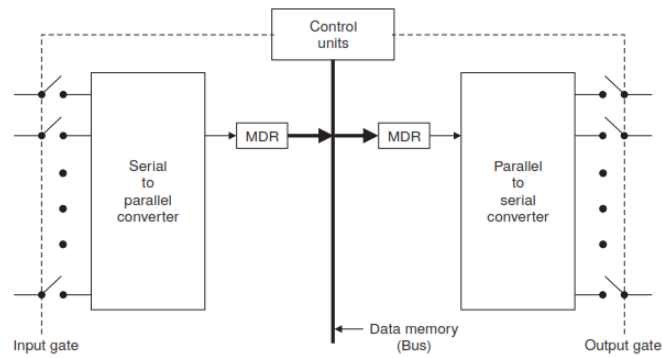 Control
units
MDR
MDR
Serial
to
parallel
converter
Parallel
to
serial
converter
Input gate
Data memory
(Bus)
Output gate